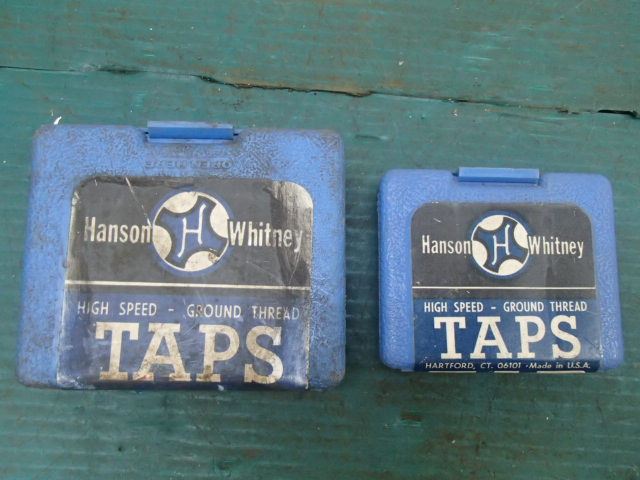 Hanson H Whitney
HIGH SPEED - GROUND THREAD
TAPS
Hanson H Whitney
HIGH SPEED - GROUND THREAD
TAPS
HARTFORD, CT. 06101 · Made in U.S.A.